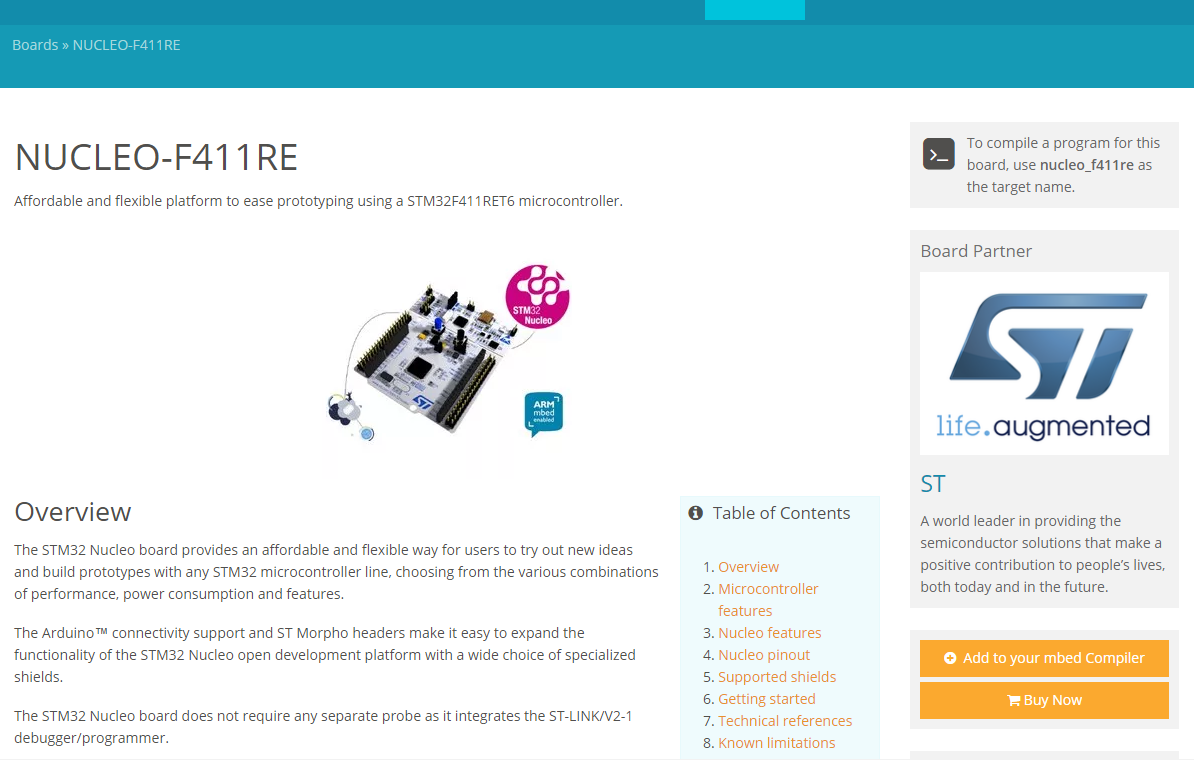 Boards » NUCLEO-F411RE
NUCLEO-F411RE
Affordable and flexible platform to ease prototyping using a STM32F411RET6 microcontroller.
STM32
Nucleo
ARM
mbed
enabled
Overview
The STM32 Nucleo board provides an affordable and flexible way for users to try out new ideas
and build prototypes with any STM32 microcontroller line, choosing from the various combinations
of performance, power consumption and features.
The Arduino™ connectivity support and ST Morpho headers make it easy to expand the
functionality of the STM32 Nucleo open development platform with a wide choice of specialized
shields.
The STM32 Nucleo board does not require any separate probe as it integrates the ST-LINK/V2-1
debugger/programmer.
Table of Contents
1. Overview
2. Microcontroller
features
3. Nucleo features
4. Nucleo pinout
5. Supported shields
6. Getting started
7. Technical references
8. Known limitations
To compile a program for this
board, use nucleo_f411re as
the target name.
Board Partner
ST
life.augmented
ST
A world leader in providing the
semiconductor solutions that make a
positive contribution to people's lives,
both today and in the future.
Add to your mbed Compiler
Buy Now